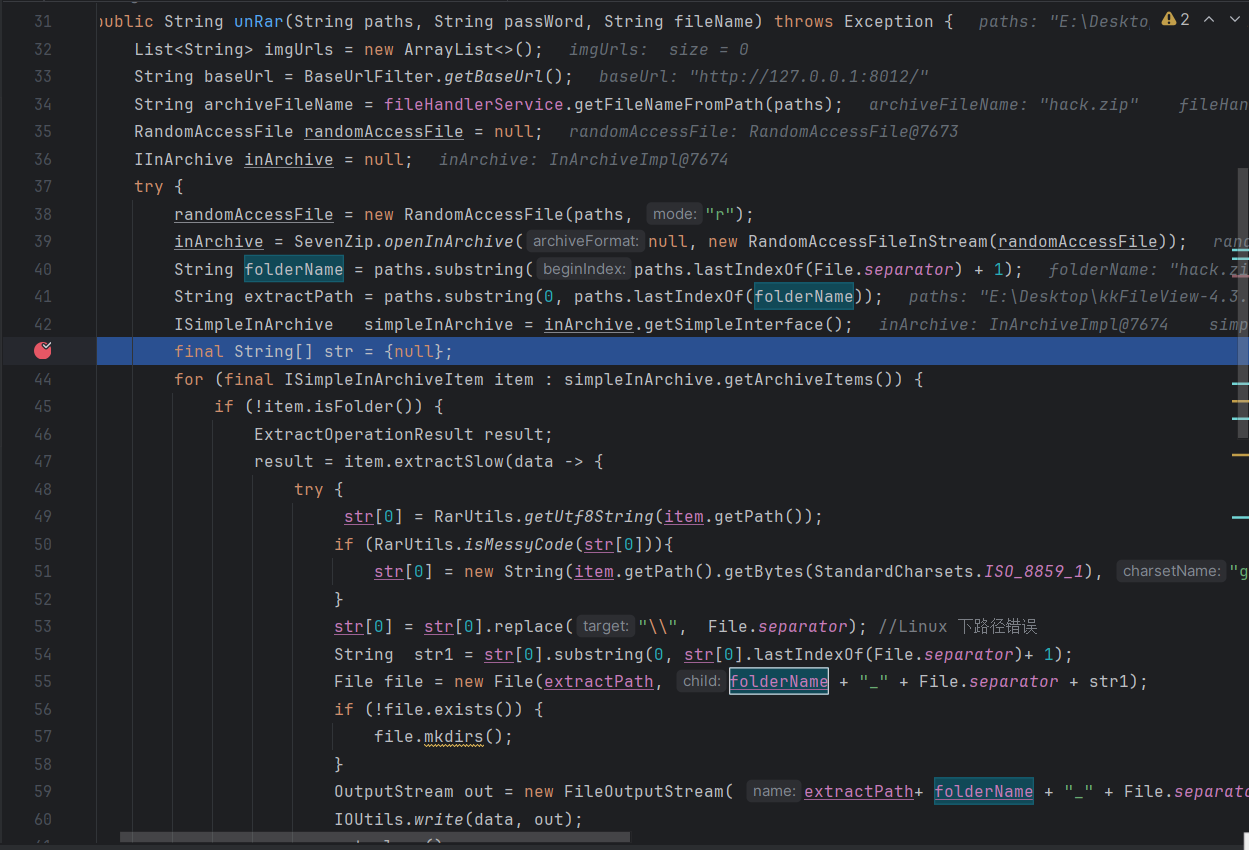 31 public String unRar(String paths, String passWord, String fileName) throws Exception { paths: "E:\Deskto 2
32 List<String> imgUrls = new ArrayList<>(); imgUrls: size = 0
33 String baseUrl = BaseUrlFilter.getBaseUrl(); baseUrl: "http://127.0.0.1:8012/"
34 String archiveFileName = fileHandlerService.getFileNameFromPath(paths); archiveFileName: "hack.zip" fileHan
35 RandomAccessFile randomAccessFile = null; randomAccessFile: RandomAccessFile@7673
36 IInArchive inArchive = null; inArchive: InArchiveImpl@7674
37 try {
38 randomAccessFile = new RandomAccessFile(paths, mode: "r");
39 inArchive = SevenZip.openInArchive( archiveFormat: null, new RandomAccessFileInStream(randomAccessFile)); rand
40 String folderName = paths.substring( beginIndex: paths.lastIndexOf(File.separator) + 1); folderName: "hack.zi
41 String extractPath = paths.substring(0, paths.lastIndexOf(folderName)); paths: "E:\Desktop\kkFileView-4.3.
42 ISimpleInArchive simpleInArchive = inArchive.getSimpleInterface(); inArchive: InArchiveImpl@7674 simp
final String[] str = {null};
44 for (final ISimpleInArchiveItem item : simpleInArchive.getArchiveItems()) {
45 if (!item.isFolder()) {
46 ExtractOperationResult result;
47 result = item.extractSlow(data -> {
48 try {
49 str[0] = RarUtils.getUtf8String(item.getPath());
50 if (RarUtils.isMessyCode(str[0])){
51 str[0] = new String(item.getPath().getBytes(StandardCharsets.ISO_8859_1), charsetName: "g
52 }
53 str[0] = str[0].replace( target: "\\", File.separator); //Linux 下路径错误
54 String str1 = str[0].substring(0, str[0].lastIndexOf(File.separator)+ 1);
55 File file = new File(extractPath, child: folderName + "_" + File.separator + str1);
56 if (!file.exists()) {
57 file.mkdirs();
58 }
59 OutputStream out = new FileOutputStream( name: extractPath+ folderName + "_" + File.separato
60 IOUtils.write(data, out);